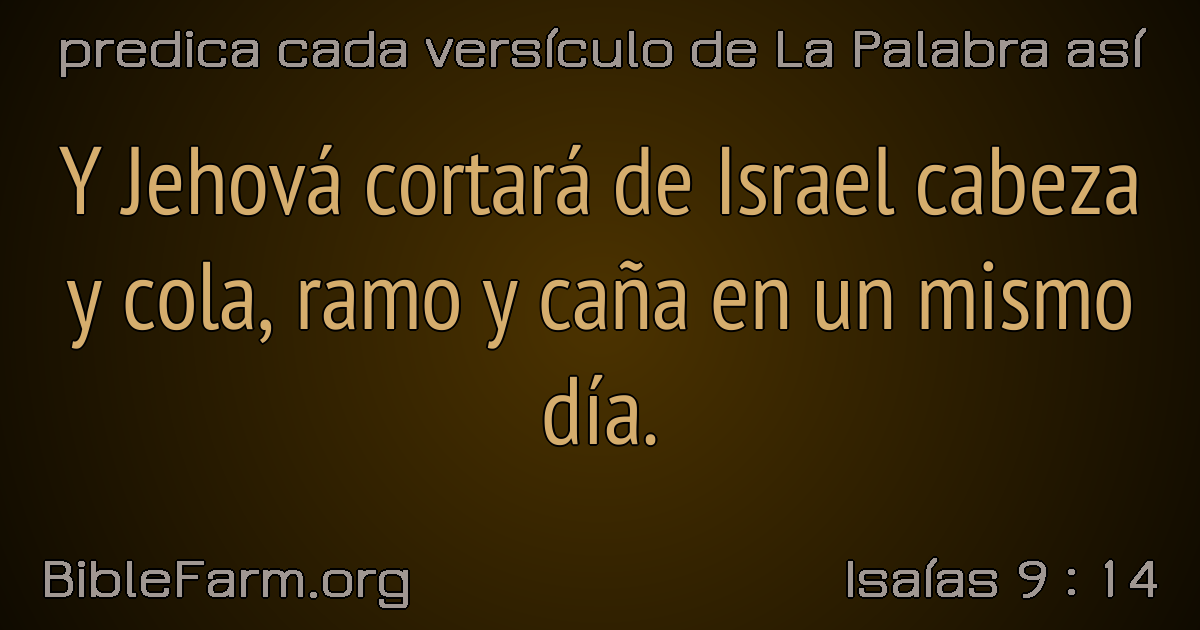 predica cada versículo de La Palabra así
Y Jehová cortará de Israel cabeza
y cola, ramo y caña en un mismo
día.
BibleFarm.org
Isaías 9 : 14